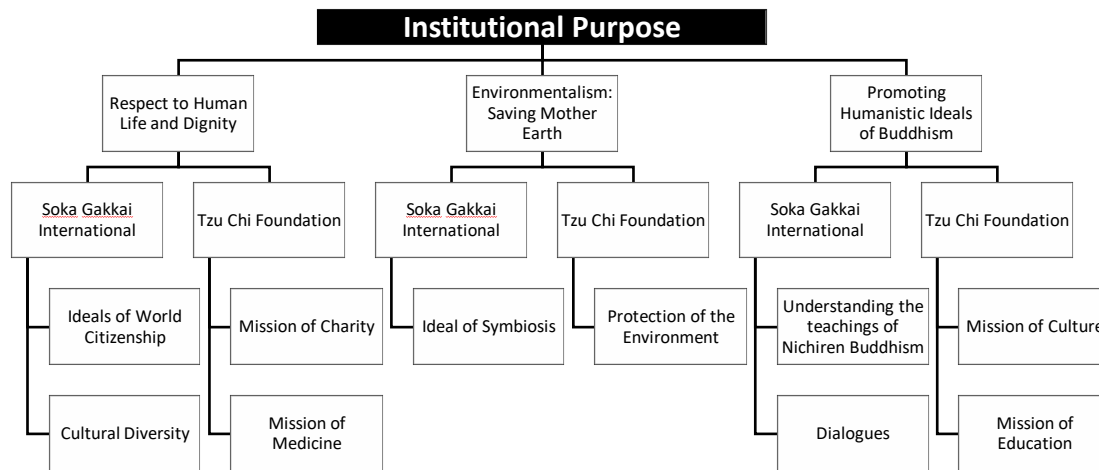 Institutional Purpose
Respect to Human
Life and Dignity
Environmentalism:
Saving Mother
Earth
Promoting
Humanistic Ideals
of Buddhism
Soka Gakkai
International
Tzu Chi Foundation
Soka Gakkai
International
Tzu Chi Foundation
Soka Gakkai
International
Tzu Chi Foundation
Ideals of World
Citizenship
Mission of Charity
Ideal of Symbiosis
Protection of the
Environment
Understanding the
teachings of
Nichiren Buddhism
Mission of Culture
Cultural Diversity
Mission of
Medicine
Dialogues
Mission of
Education